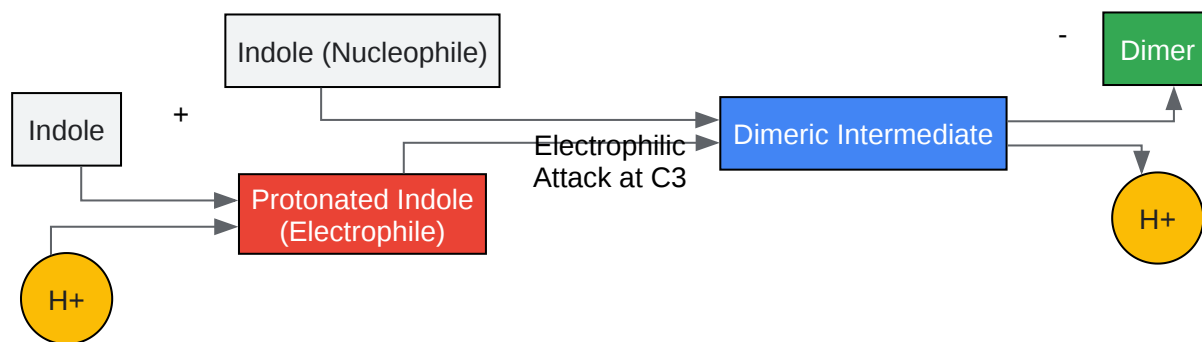 Indole (Nucleophile)
-
Dimer
Indole
+
Electrophilic
Attack at C3
Dimeric Intermediate
Protonated Indole
(Electrophile)
H+
H+